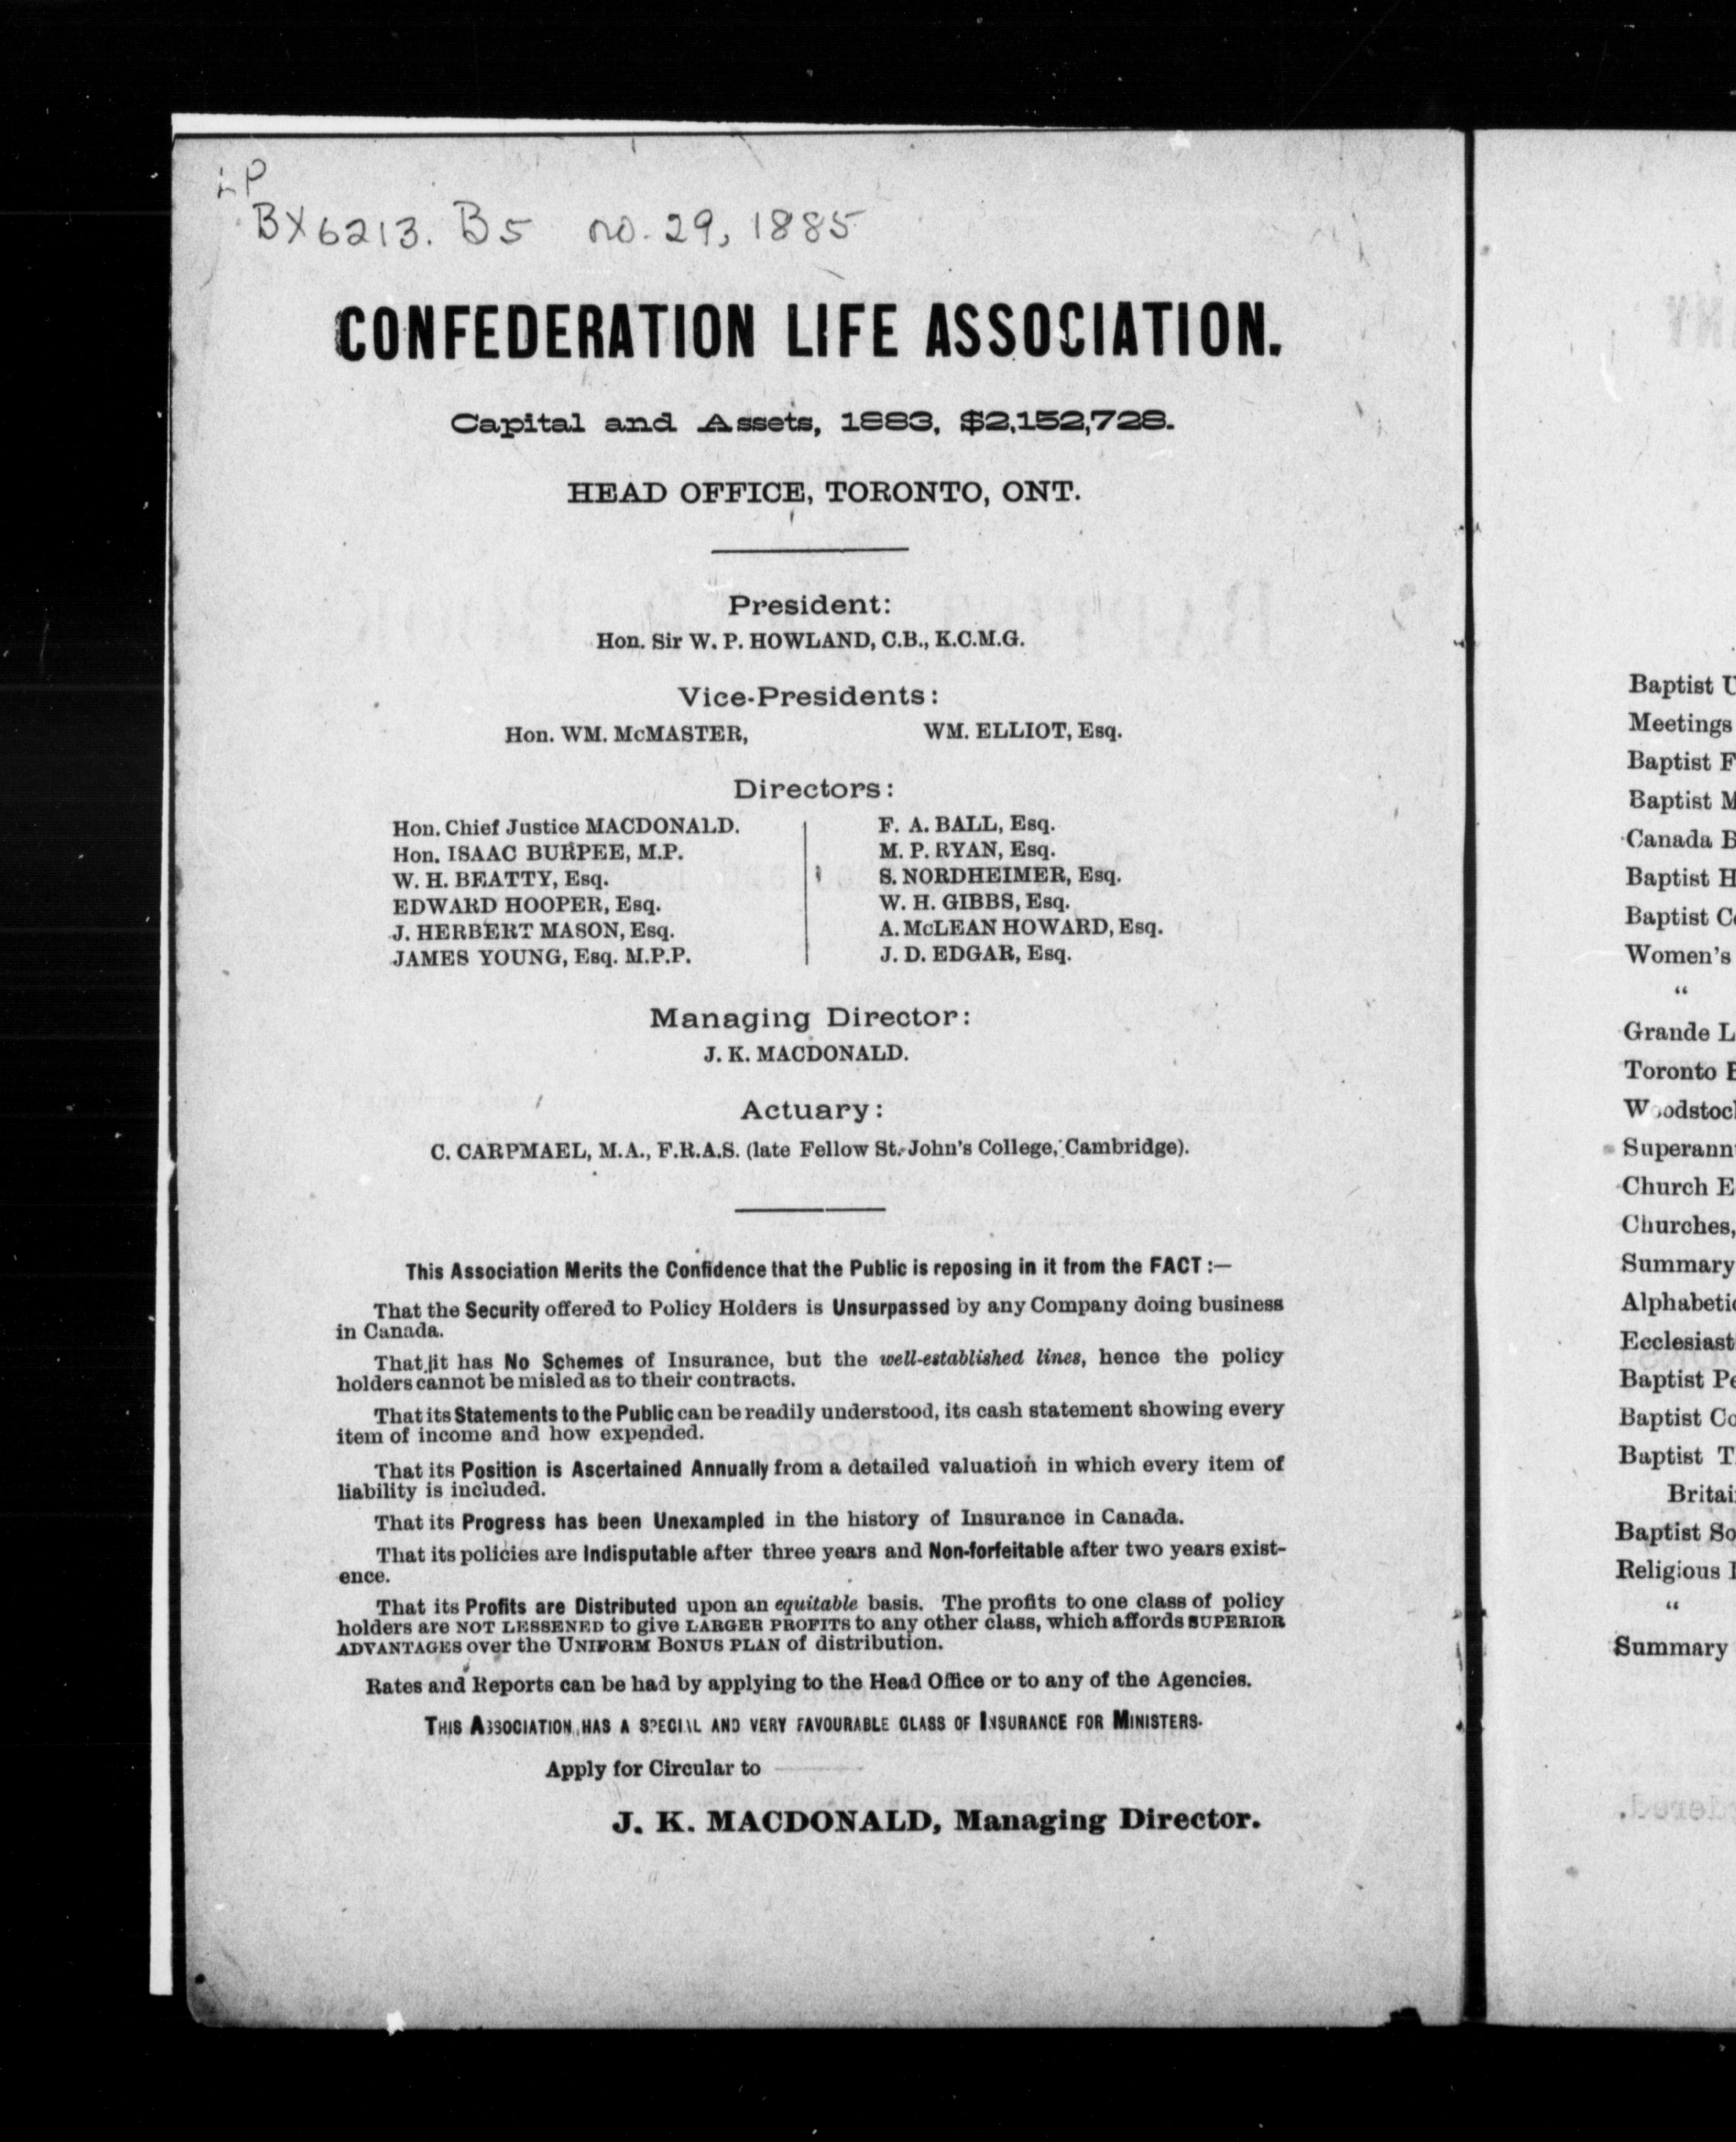 LP
BX6213. B5 no. 29, 1885
CONFEDERATION LIFE ASSOCIATION.
Capital and Assets, 1883, $2,152,728.
HEAD OFFICE, TORONTO, ONT.
President:
Hon. Sir W. P. HOWLAND, C.B., K.C.M.G.
Vice-Presidents:
Hon. WM. McMASTER, WM. ELLIOT, Esq.
Directors:
Hon. Chief Justice MACDONALD.
Hon. ISAAC BURPEE, M.P.
W. H. BEATTY, Esq.
EDWARD HOOPER, Esq.
J. HERBERT MASON, Esq.
JAMES YOUNG, Esq. M.P.P.
F. A. BALL, Esq.
M. P. RYAN, Esq.
S. NORDHEIMER, Esq.
W. H. GIBBS, Esq.
A. McLEAN HOWARD, Esq.
J. D. EDGAR, Esq.
Managing Director:
J. K. MACDONALD.
Actuary:
C. CARPMAEL, M.A., F.R.A.S. (late Fellow St. John's College, Cambridge).
This Association Merits the Confidence that the Public is reposing in it from the FACT :—
That the Security offered to Policy Holders is Unsurpassed by any Company doing business
in Canada.
That it has No Schemes of Insurance, but the well-established lines, hence the policy
holders cannot be misled as to their contracts.
That its Statements to the Public can be readily understood, its cash statement showing every
item of income and how expended.
That its Position is Ascertained Annually from a detailed valuation in which every item of
liability is included.
That its Progress has been Unexampled in the history of Insurance in Canada.
That its policies are Indisputable after three years and Non-forfeitable after two years exist-
ence.
That its Profits are Distributed upon an equitable basis. The profits to one class of policy
holders are NOT LESSENED to give LARGER PROFITS to any other class, which affords SUPERIOR
ADVANTAGES over the UNIFORM BONUS PLAN of distribution.
Rates and Reports can be had by applying to the Head Office or to any of the Agencies.
THIS ASSOCIATION HAS A SPECIAL AND VERY FAVOURABLE CLASS OF INSURANCE FOR MINISTERS.
Apply for Circular to
J. K. MACDONALD, Managing Director.
Baptist
Meetings
Baptist
Baptist
Canada
Baptist
Baptist
Women's
"
Grande
Toronto
Church
Churches,
Summary
Baptist
Baptist
Baptist
Baptist
Religious
"
Summary